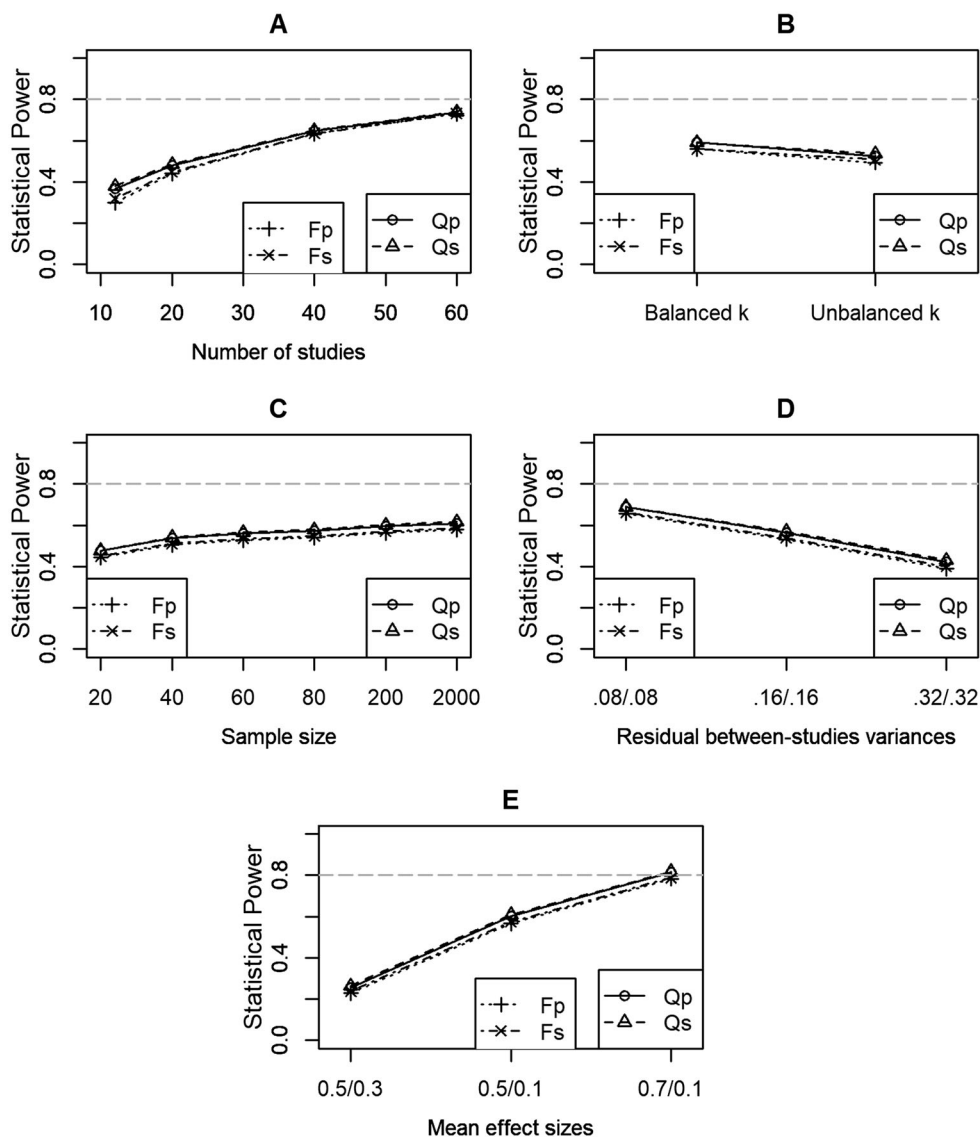 A
Statistical Power
0.0 0.4 0.8
Fp
Fs
Qp
Qs
10 20 30 40 50 60
Number of studies
B
Statistical Power
0.0 0.4 0.8
Fp
Fs
Qp
Qs
Balanced k Unbalanced k
C
Statistical Power
0.0 0.4 0.8
Fp
Fs
Qp
Qs
20 40 60 80 200 2000
Sample size
D
Statistical Power
0.0 0.4 0.8
Fp
Fs
Qp
Qs
.08/.08 .16/.16 .32/.32
Residual between-studies variances
E
Statistical Power
0.0 0.4 0.8
Fp
Fs
Qp
Qs
0.5/0.3 0.5/0.1 0.7/0.1
Mean effect sizes